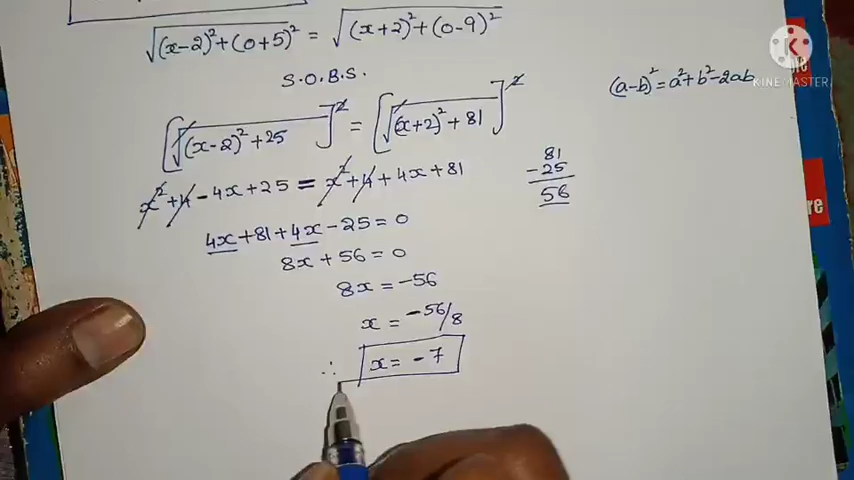 √(x-2)²+(0+5)² = √(x+2)²+(0-9)²
S.O.B.S.
[√(x-2)²+25]² = [√(x+2)²+81]²
x²+4-4x+25 = x²+4+4x+81
4x+81+4x-25=0
8x+56=0
8x=-56
x=-56/8
∴ x=-7
(a-b)²=a²+b²-2ab
81
-25
56
KINEMASTER